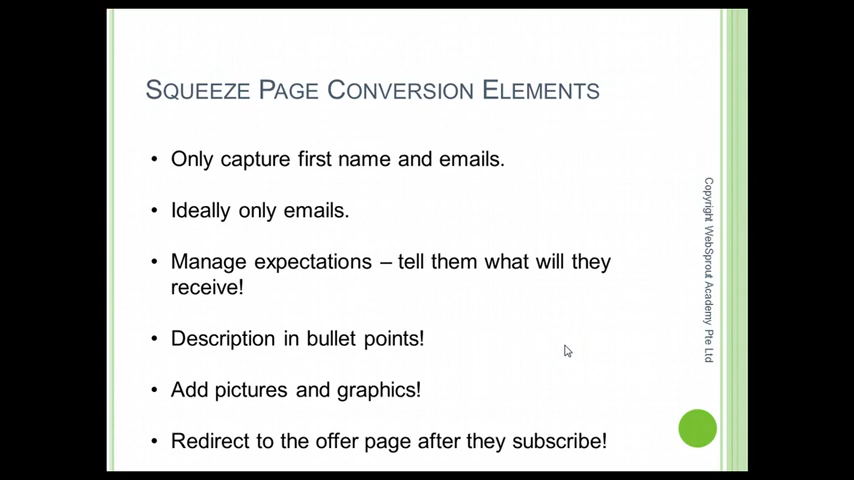 SQUEEZE PAGE CONVERSION ELEMENTS
• Only capture first name and emails.
• Ideally only emails.
• Manage expectations – tell them what will they
receive!
• Description in bullet points!
• Add pictures and graphics!
• Redirect to the offer page after they subscribe!
Copyright WebSprout Academy Pte Ltd